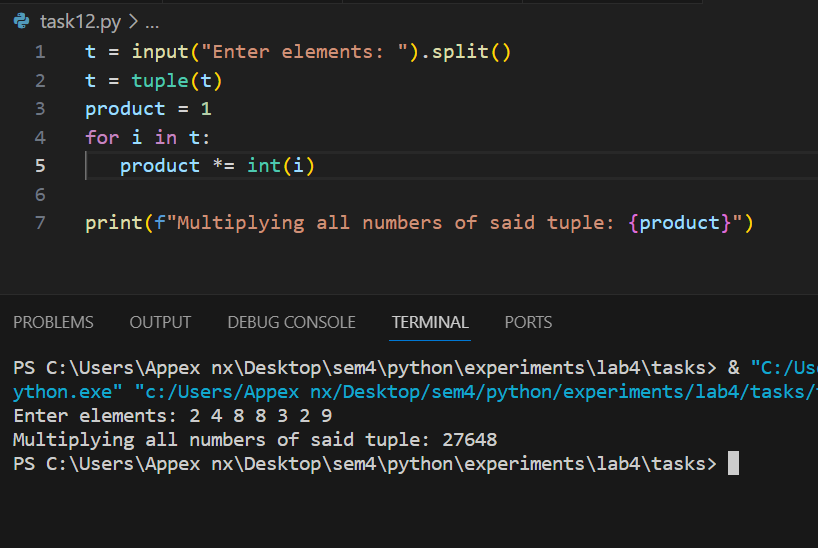 task12.py > ...
1 t = input("Enter elements: ").split()
2 t = tuple(t)
3 product = 1
4 for i in t:
5    product *= int(i)
6
7 print(f"Multiplying all numbers of said tuple: {product}")
PROBLEMS OUTPUT DEBUG CONSOLE TERMINAL PORTS
PS C:\Users\Appex nx\Desktop\sem4\python\experiments\lab4\tasks> & "C:/Us
ython.exe" "c:/Users/Appex nx/Desktop/sem4/python/experiments/lab4/tasks/
Enter elements: 2 4 8 8 3 2 9
Multiplying all numbers of said tuple: 27648
PS C:\Users\Appex nx\Desktop\sem4\python\experiments\lab4\tasks>